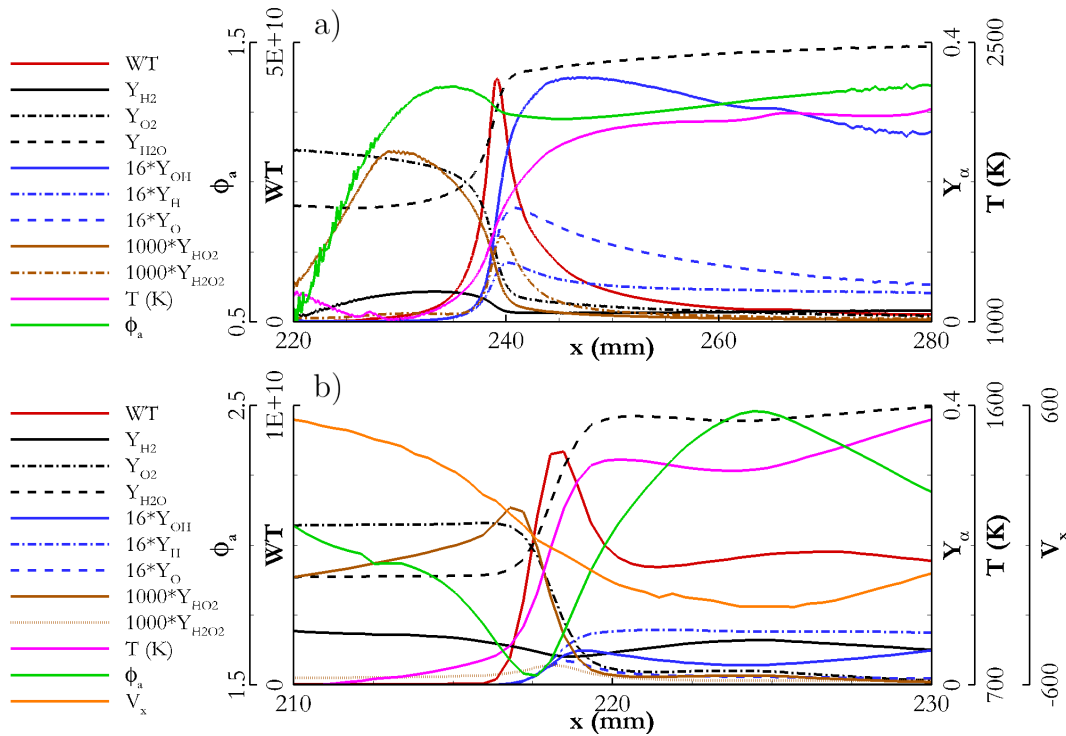 a)
1.5
5E+10
0.4
2500
WT
Y_H2
Y_O2
Y_H2O
16*Y_OH
16*Y_H
16*Y_O
1000*Y_HO2
1000*Y_H2O2
T (K)
ϕ_a
ϕ_a
WT
Y_α
T (K)
0.5
0
0
1000
220
240
260
280
x (mm)
b)
2.5
1E+10
0.4
1600
600
WT
Y_H2
Y_O2
Y_H2O
16*Y_OH
16*Y_H
16*Y_O
1000*Y_HO2
1000*Y_H2O2
T (K)
ϕ_a
V_x
ϕ_a
WT
Y_α
T (K)
V_x
1.5
0
0
700
-600
210
220
230
x (mm)